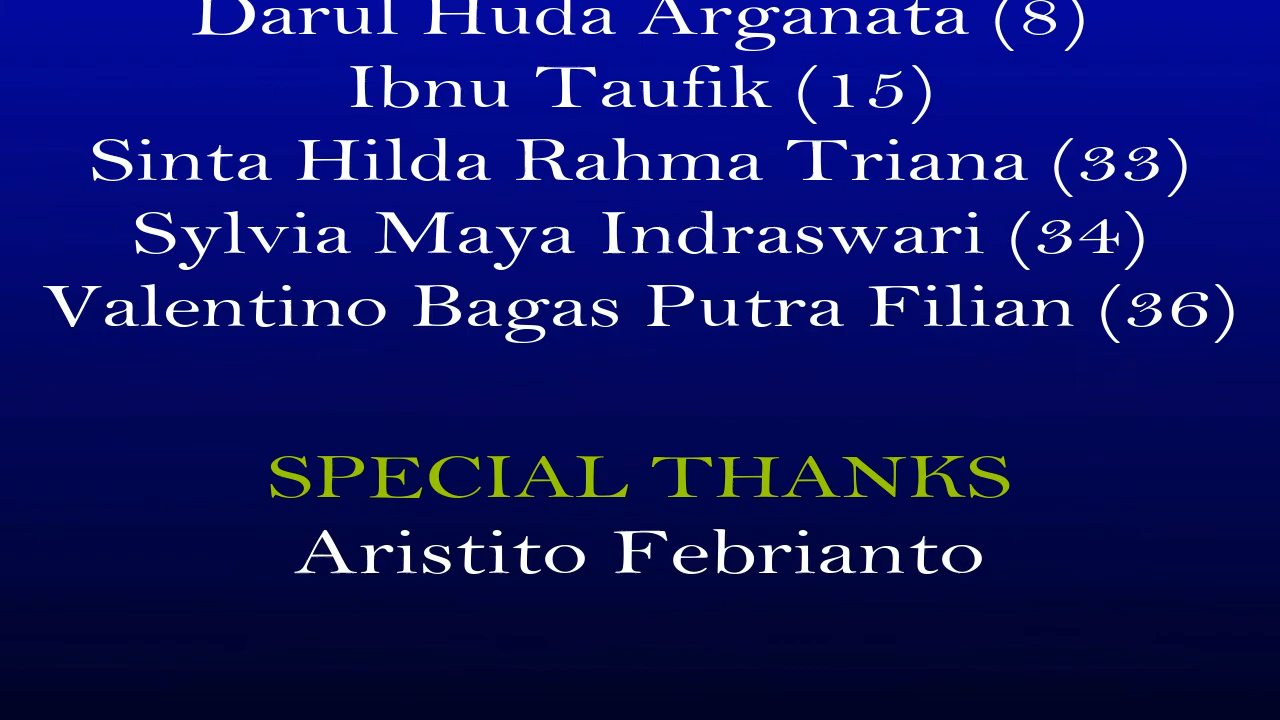 Darul Huda Arganata (8)
Ibnu Taufik (15)
Sinta Hilda Rahma Triana (33)
Sylvia Maya Indraswari (34)
Valentino Bagas Putra Filian (36)
SPECIAL THANKS
Aristito Febrianto